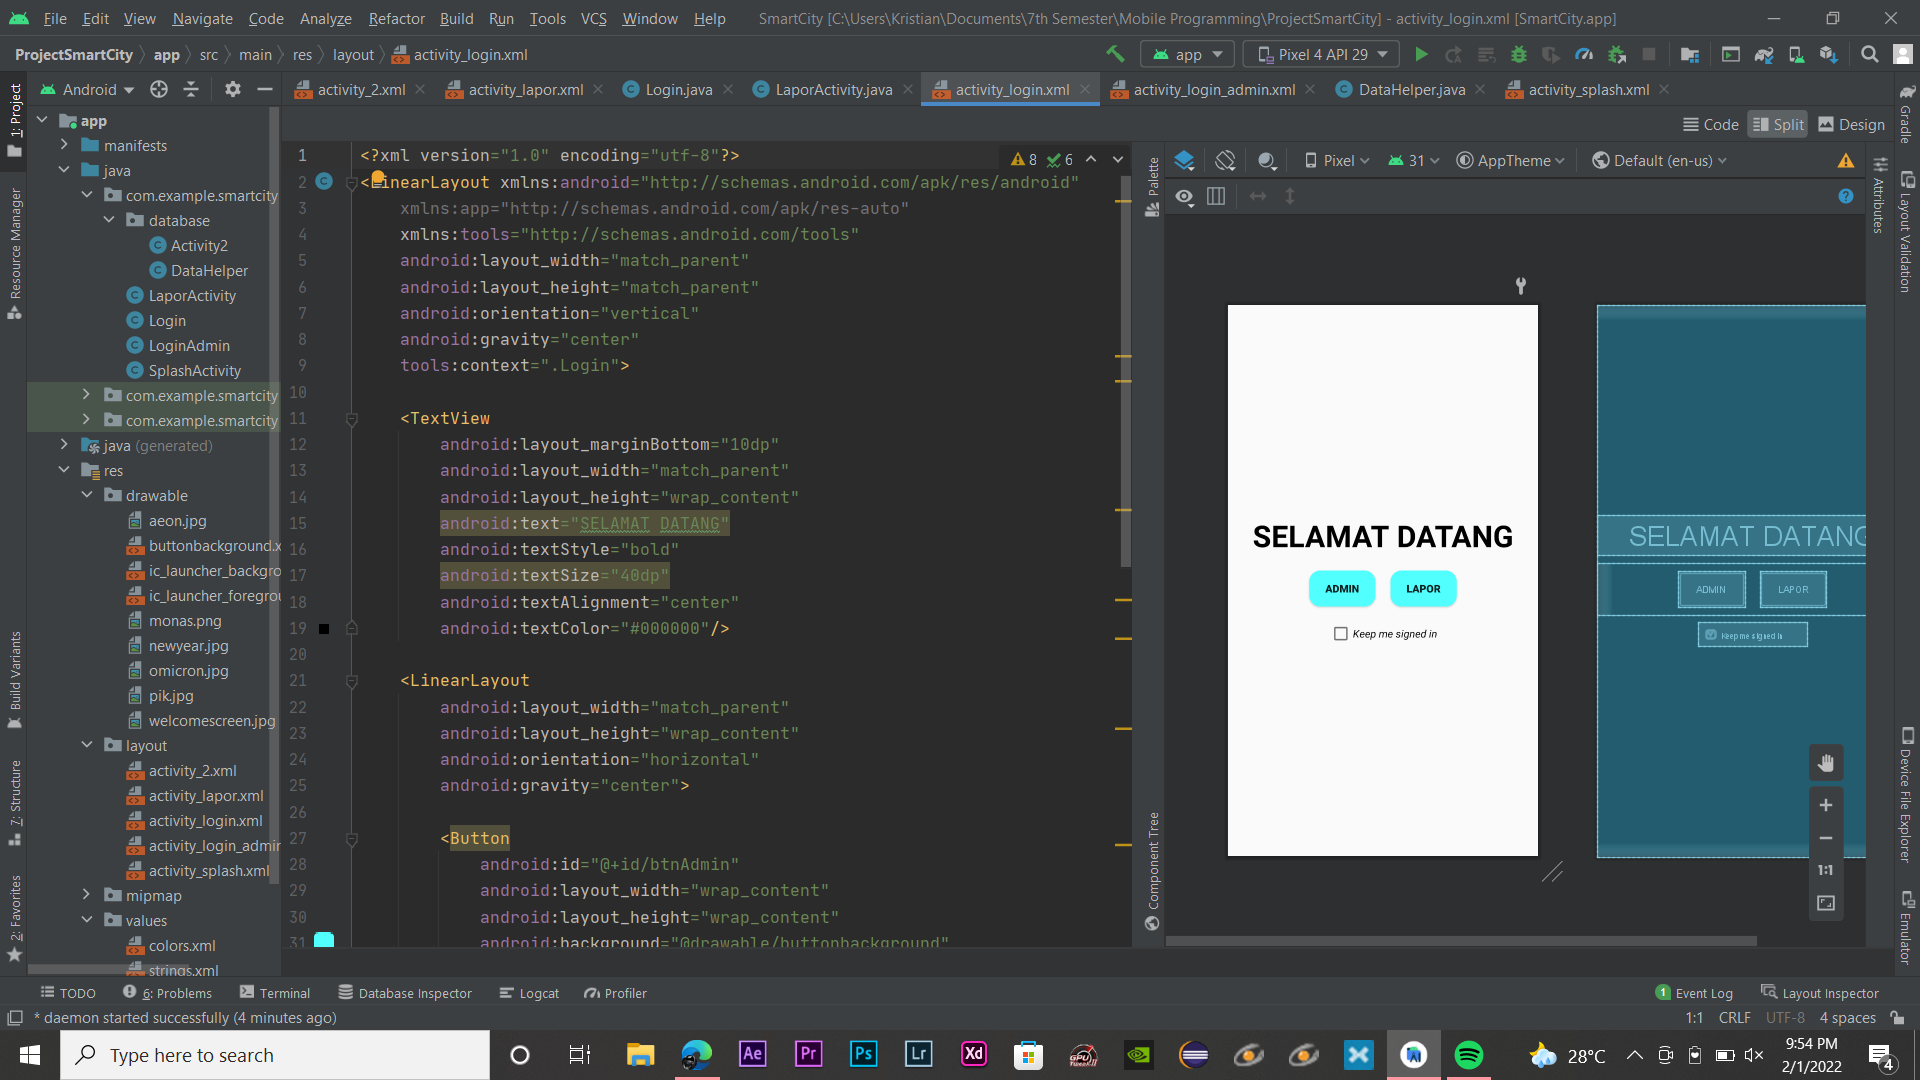 File Edit View Navigate Code Analyze Refactor Build Run Tools VCS Window Help SmartCity [C:\Users\Kristian\Documents\7th Semester\Mobile Programming\ProjectSmartCity] - activity_login.xml [SmartCity.app]
ProjectSmartCity app src main res layout activity_login.xml
app
Pixel 4 API 29
Android
activity_2.xml activity_lapor.xml Login.java LaporActivity.java activity_login.xml activity_login_admin.xml DataHelper.java activity_splash.xml
Code Split Design
1: Project
Resource Manager
Build Variants
7: Structure
2: Favorites
app
manifests
java
com.example.smartcity
database
Activity2
DataHelper
LaporActivity
Login
LoginAdmin
SplashActivity
com.example.smartcity
com.example.smartcity
java (generated)
res
drawable
aeon.jpg
buttonbackground.x
ic_launcher_backgro
ic_launcher_foregrou
monas.png
newyear.jpg
omicron.jpg
pik.jpg
welcomescreen.jpg
layout
activity_2.xml
activity_lapor.xml
activity_login.xml
activity_login_admin
activity_splash.xml
mipmap
values
colors.xml
strings.xml
8 6
1 <?xml version="1.0" encoding="utf-8"?>
2 <LinearLayout xmlns:android="http://schemas.android.com/apk/res/android"
3 xmlns:app="http://schemas.android.com/apk/res-auto"
4 xmlns:tools="http://schemas.android.com/tools"
5 android:layout_width="match_parent"
6 android:layout_height="match_parent"
7 android:orientation="vertical"
8 android:gravity="center"
9 tools:context=".Login">
10
11 <TextView
12 android:layout_marginBottom="10dp"
13 android:layout_width="match_parent"
14 android:layout_height="wrap_content"
15 android:text="SELAMAT DATANG"
16 android:textStyle="bold"
17 android:textSize="40dp"
18 android:textAlignment="center"
19 android:textColor="#000000"/>
20
21 <LinearLayout
22 android:layout_width="match_parent"
23 android:layout_height="wrap_content"
24 android:orientation="horizontal"
25 android:gravity="center">
26
27 <Button
28 android:id="@+id/btnAdmin"
29 android:layout_width="wrap_content"
30 android:layout_height="wrap_content"
31 android:background="@drawable/buttonbackground"
Palette
Component Tree
Pixel 31 AppTheme Default (en-us)
SELAMAT DATANG
ADMIN LAPOR
Keep me signed in
SELAMAT DATANG
ADMIN LAPOR
Keep me signed in
1:1
Attributes
Gradle
Layout Validation
Device File Explorer
Emulator
TODO 6: Problems Terminal Database Inspector Logcat Profiler
1 Event Log Layout Inspector
* daemon started successfully (4 minutes ago)
1:1 CRLF UTF-8 4 spaces
Type here to search
Ae Pr Ps Lr Xd
28°C
9:54 PM
2/1/2022
4